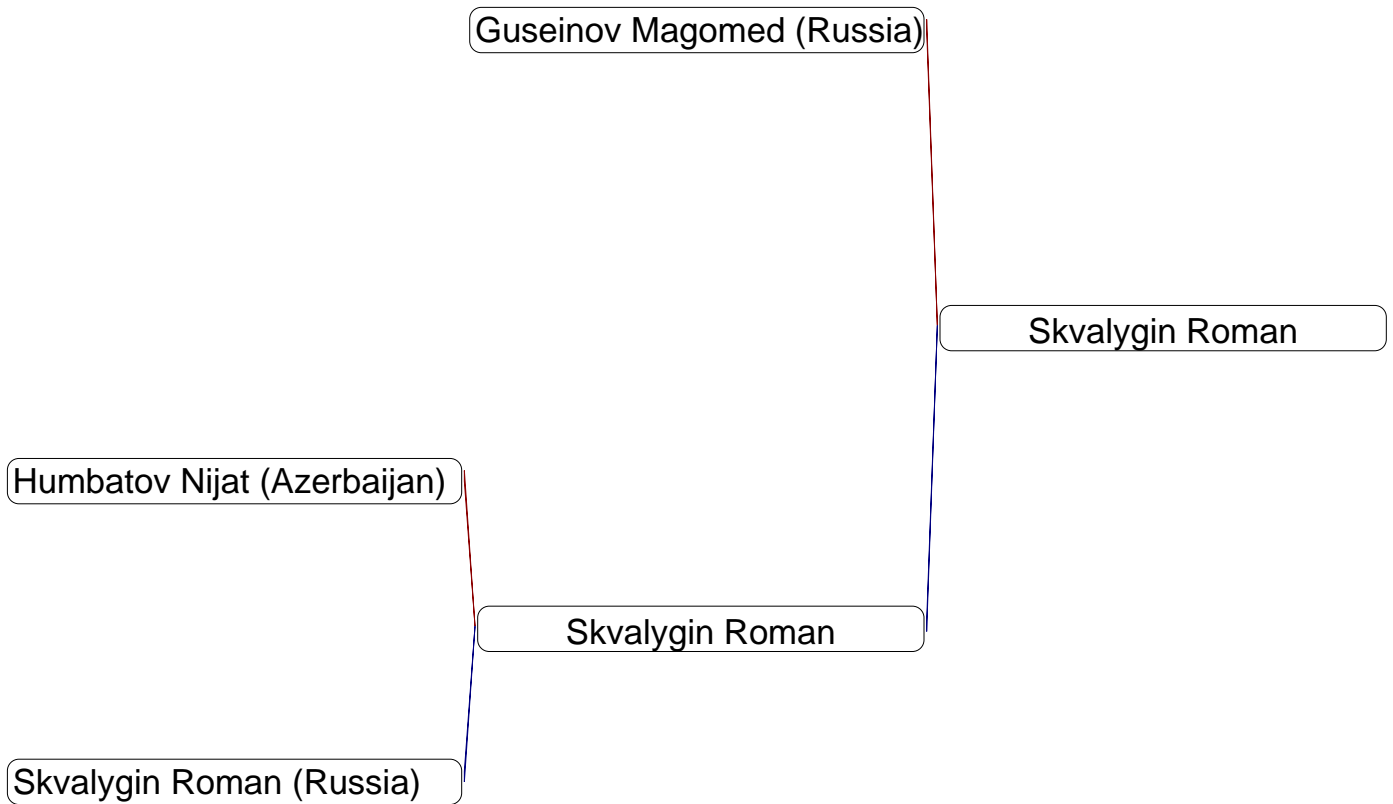 Guseinov Magomed (Russia)
Skvalygin Roman
Humbatov Nijat (Azerbaijan)
Skvalygin Roman
Skvalygin Roman (Russia)